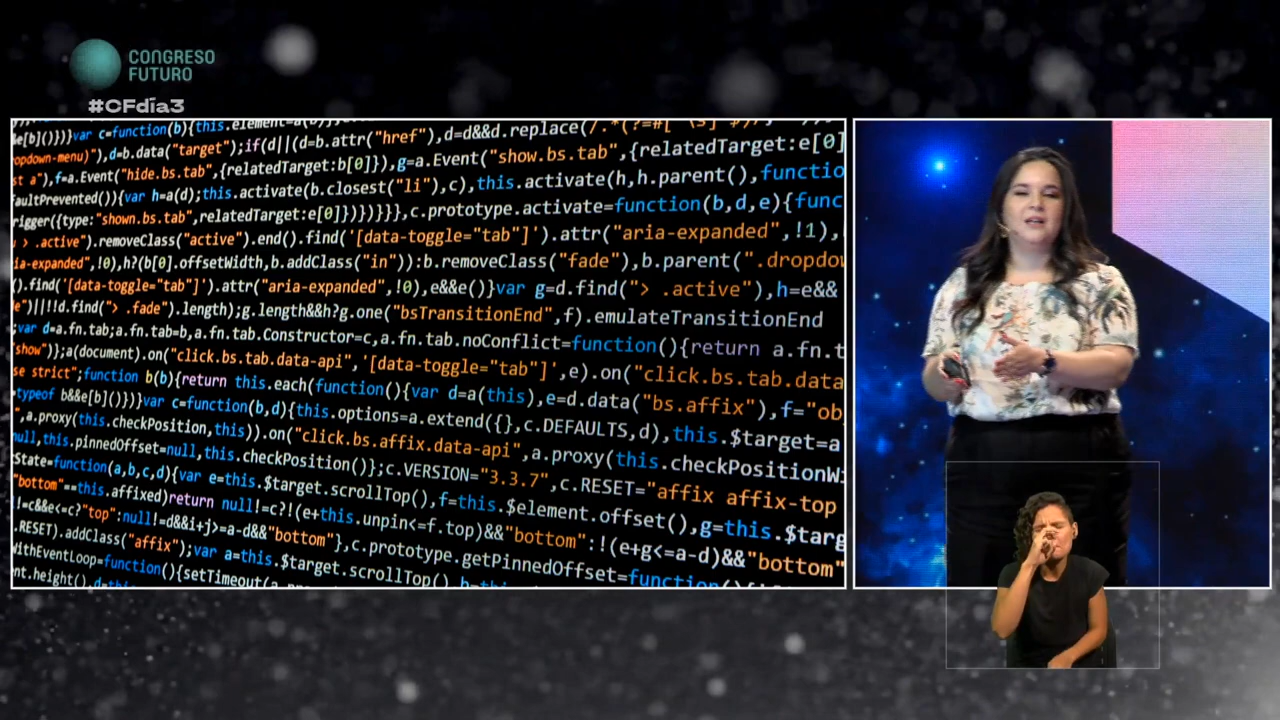 CONGRESO
FUTURO
#CFdía3
e[b]()})}var c=function(b){this.element=a(b)
opdown-menu)"),d=b.data("target");if(d||(d=b.attr("href"),d=d&&d.replace(/.*(?=#[
st a"),f=a.Event("hide.bs.tab",{relatedTarget:b[0]}),g=a.Event("show.bs.tab",{relatedTarget:e[0]
faultPrevented()){var h=a(d);this.activate(b.closest("li"),c),this.activate(h,h.parent(),functio
rigger({type:"shown.bs.tab",relatedTarget:e[0]})})}}},c.prototype.activate=function(b,d,e){func
> .active").removeClass("active").end().find('[data-toggle="tab"]').attr("aria-expanded",!1),
ia-expanded",!0),h?(b[0].offsetWidth,b.addClass("in")):b.removeClass("fade"),b.parent(".dropdow
().find('[data-toggle="tab"]').attr("aria-expanded",!0),e&&e()}var g=d.find("> .active"),h=e&&
e")||!!d.find("> .fade").length);g.length&&h?g.one("bsTransitionEnd",f).emulateTransitionEnd
;var d=a.fn.tab;a.fn.tab=b,a.fn.tab.Constructor=c,a.fn.tab.noConflict=function(){return a.fn.t
"show")};a(document).on("click.bs.tab.data-api",'[data-toggle="tab"]',e).on("click.bs.tab.data
se strict";function b(b){return this.each(function(){var d=a(this),e=d.data("bs.affix"),f="ob
typeof b&&e[b]()})}var c=function(b,d){this.options=a.extend({},c.DEFAULTS,d),this.$target=a
",a.proxy(this.checkPosition,this)).on("click.bs.affix.data-api",a.proxy(this.checkPositionWi
null,this.pinnedOffset=null,this.checkPosition()};c.VERSION="3.3.7",c.RESET="affix affix-top
State=function(a,b,c,d){var e=this.$target.scrollTop(),f=this.$element.offset(),g=this.$targ
"bottom"==this.affixed)return null!=c?!(e+this.unpin<=f.top)&&"bottom":!(e+g<=a-d)&&"bottom"
!=c&&e<=c?"top":null!=d&&i+j>=a-d&&"bottom"},c.prototype.getPinnedOffset=function(){
.RESET).addClass("affix");var a=this.$target.scrollTop(),b=this
WithEventLoop=function(){setTimeout(a
nt.height(),d=this